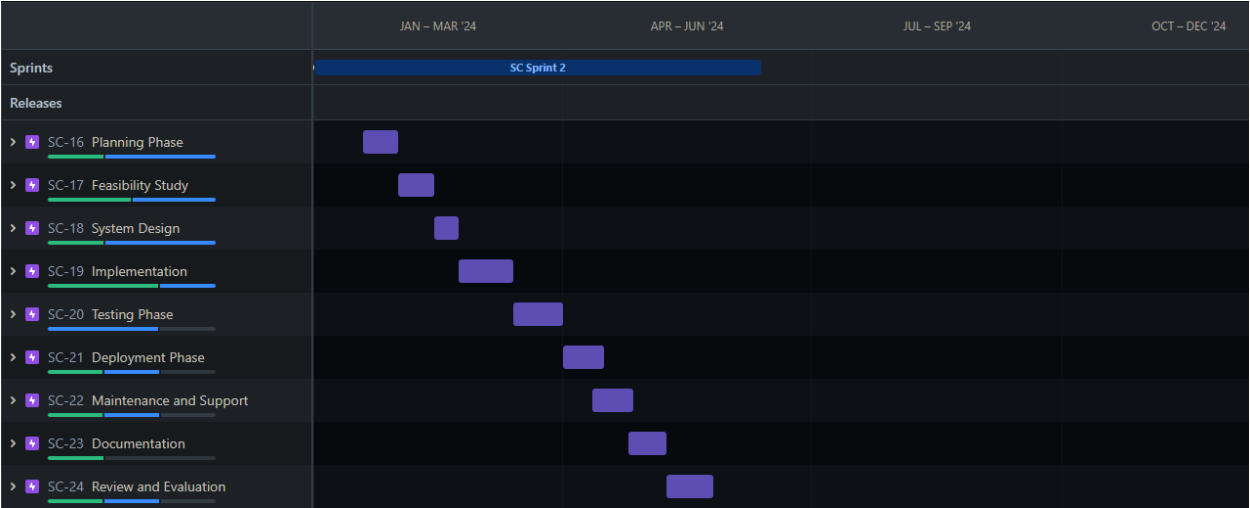 JAN – MAR '24 APR – JUN '24 JUL – SEP '24 OCT – DEC '24
Sprints SC Sprint 2
Releases
SC-16 Planning Phase
SC-17 Feasibility Study
SC-18 System Design
SC-19 Implementation
SC-20 Testing Phase
SC-21 Deployment Phase
SC-22 Maintenance and Support
SC-23 Documentation
SC-24 Review and Evaluation